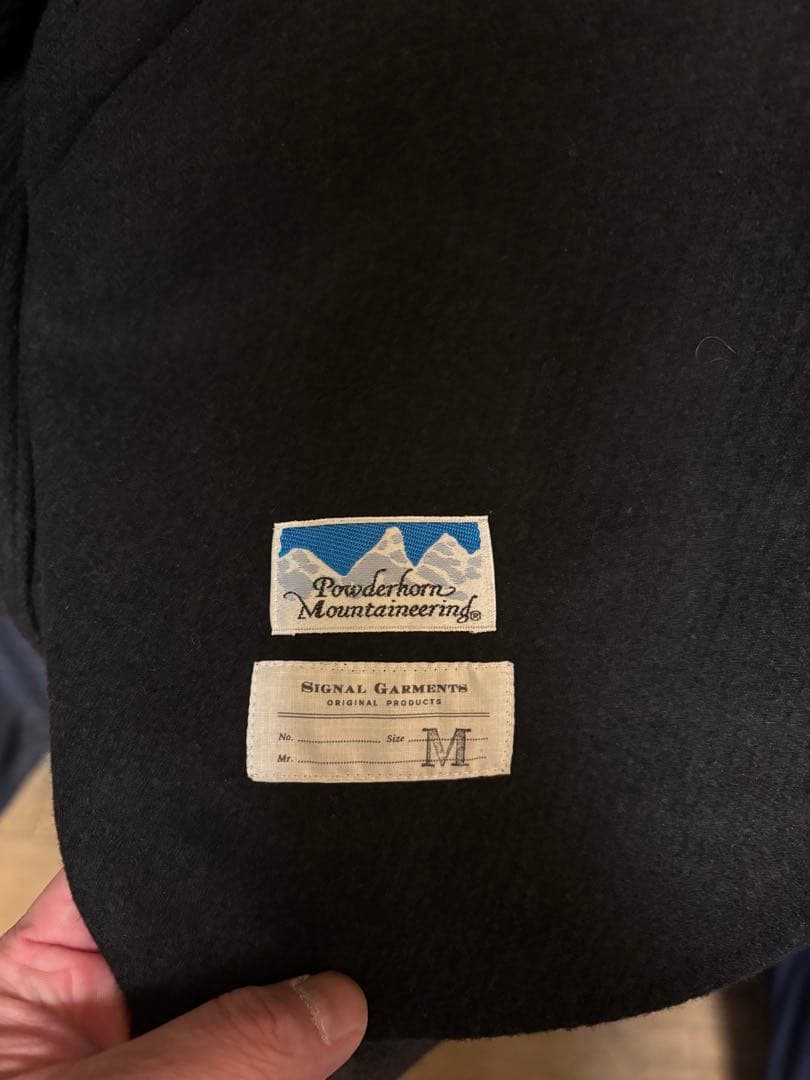 Powderhorn
Mountaineering®
SIGNAL GARMENTS
ORIGINAL PRODUCTS
No. Size M
Mr.